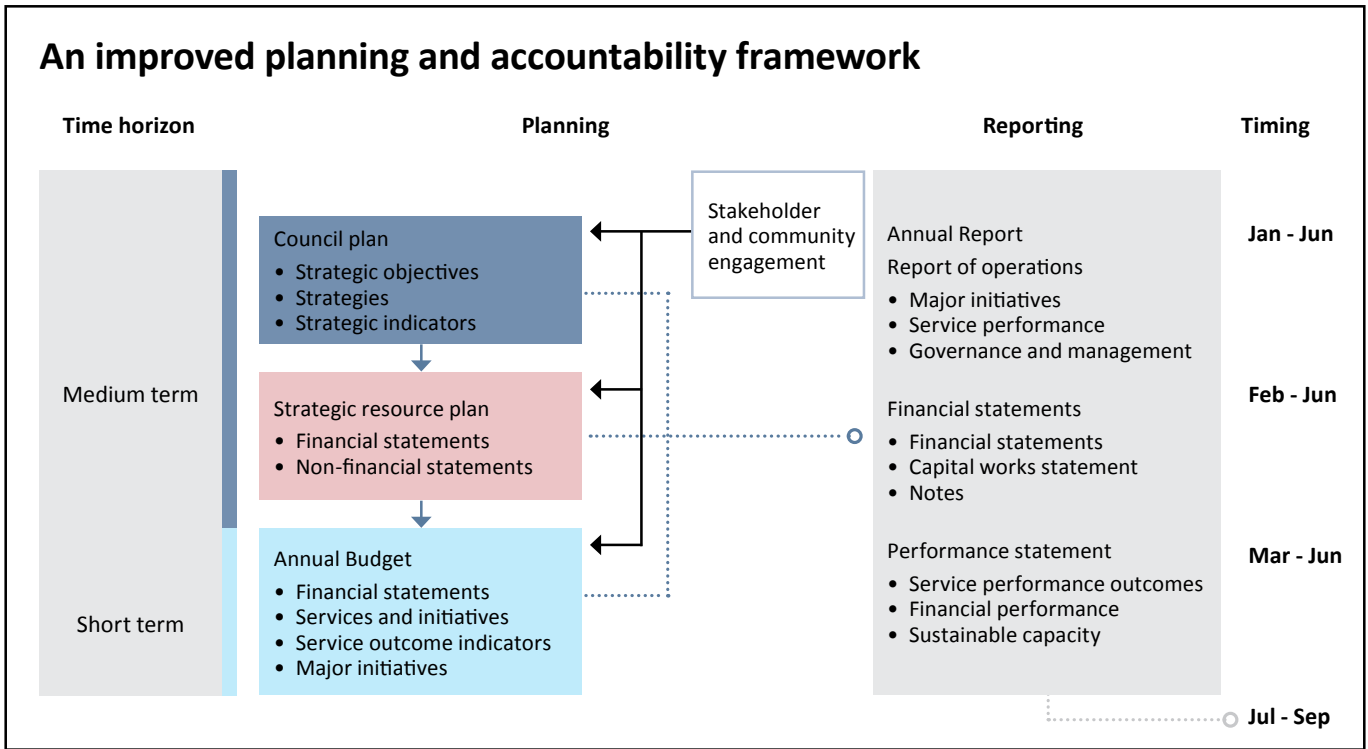 An improved planning and accountability framework
Time horizon
Planning
Reporting
Timing
Medium term
Short term
Council plan
• Strategic objectives
• Strategies
• Strategic indicators
Strategic resource plan
• Financial statements
• Non-financial statements
Annual Budget
• Financial statements
• Services and initiatives
• Service outcome indicators
• Major initiatives
Stakeholder
and community
engagement
Annual Report
Report of operations
• Major initiatives
• Service performance
• Governance and management
Financial statements
• Financial statements
• Capital works statement
• Notes
Performance statement
• Service performance outcomes
• Financial performance
• Sustainable capacity
Jan - Jun
Feb - Jun
Mar - Jun
Jul - Sep